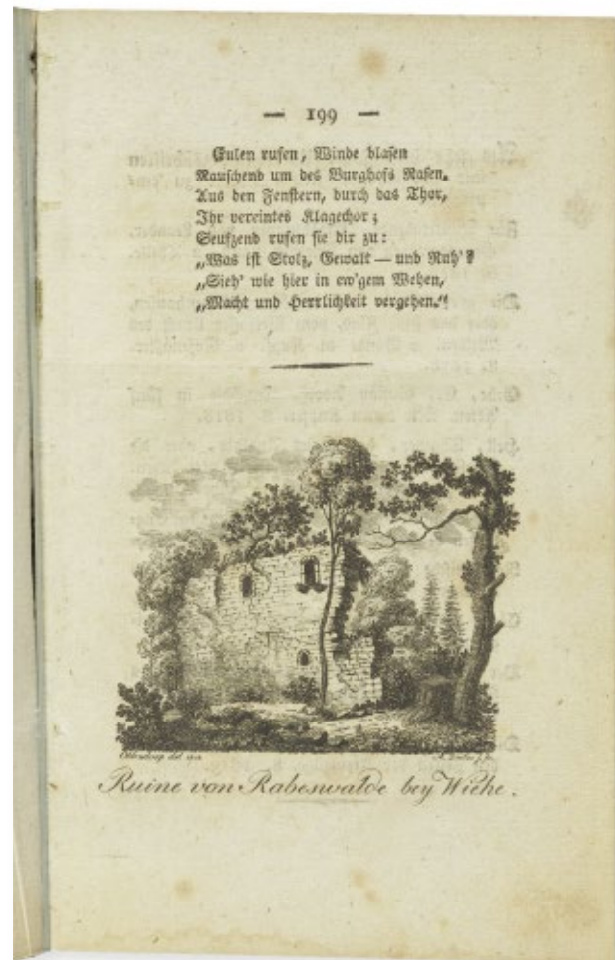 — 199 —
Eulen rufen, Winde blasen
Rauschend um des Burghofs Rasen.
Aus den Fenstern, durch das Thor,
Ihr vereintes Klagechor;
Seufzend rufen sie dir zu:
„Was ist Stolz, Gewalt — und Ruh'?
„Sieh' wie hier in ew'gem Wehen,
„Macht und Herrlichkeit vergehen.“
del.
Ruine von Rabeswalde bey Wiehe.